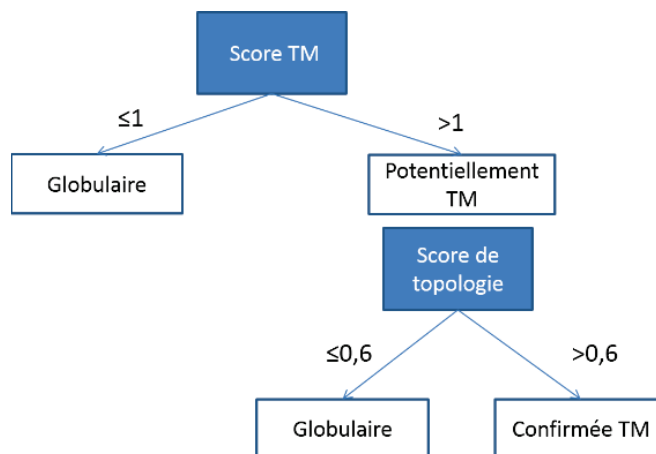 Score TM
≤1
>1
Globulaire
Potentiellement
TM
Score de
topologie
≤0,6
>0,6
Globulaire
Confirmée TM